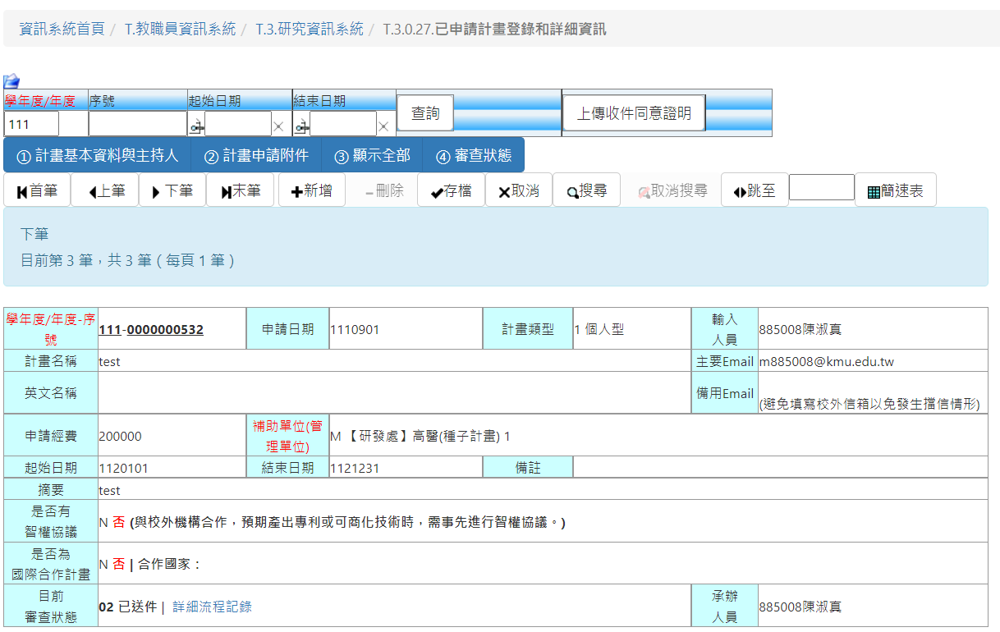 資訊系統首頁 / T.教職員資訊系統 / T.3.研究資訊系統 / T.3.0.27.已申請計畫登錄和詳細資訊
學年度/年度 序號 起始日期 結束日期
111 查詢 上傳收件同意證明
① 計畫基本資料與主持人 ② 計畫申請附件 ③ 顯示全部 ④ 審查狀態
首筆 上筆 下筆 末筆 新增 刪除 存檔 取消 搜尋 取消搜尋 跳至 簡速表
下筆
目前第 3 筆，共 3 筆 ( 每頁 1 筆 )
學年度/年度-序
號
111-0000000532 申請日期 1110901 計畫類型 1 個人型
輸入
人員
885008陳淑真
計畫名稱 test 主要Email m885008@kmu.edu.tw
英文名稱 備用Email
(避免填寫校外信箱以免發生擋信情形)
申請經費 200000
補助單位(管
理單位)
M 【研發處】高醫(種子計畫) 1
起始日期 1120101 結束日期 1121231 備註
摘要 test
是否有
智權協議
N 否 (與校外機構合作，預期產出專利或可商化技術時，需事先進行智權協議。)
是否為
國際合作計畫
N 否 | 合作國家：
目前
審查狀態
02 已送件 | 詳細流程記錄
承辦
人員
885008陳淑真